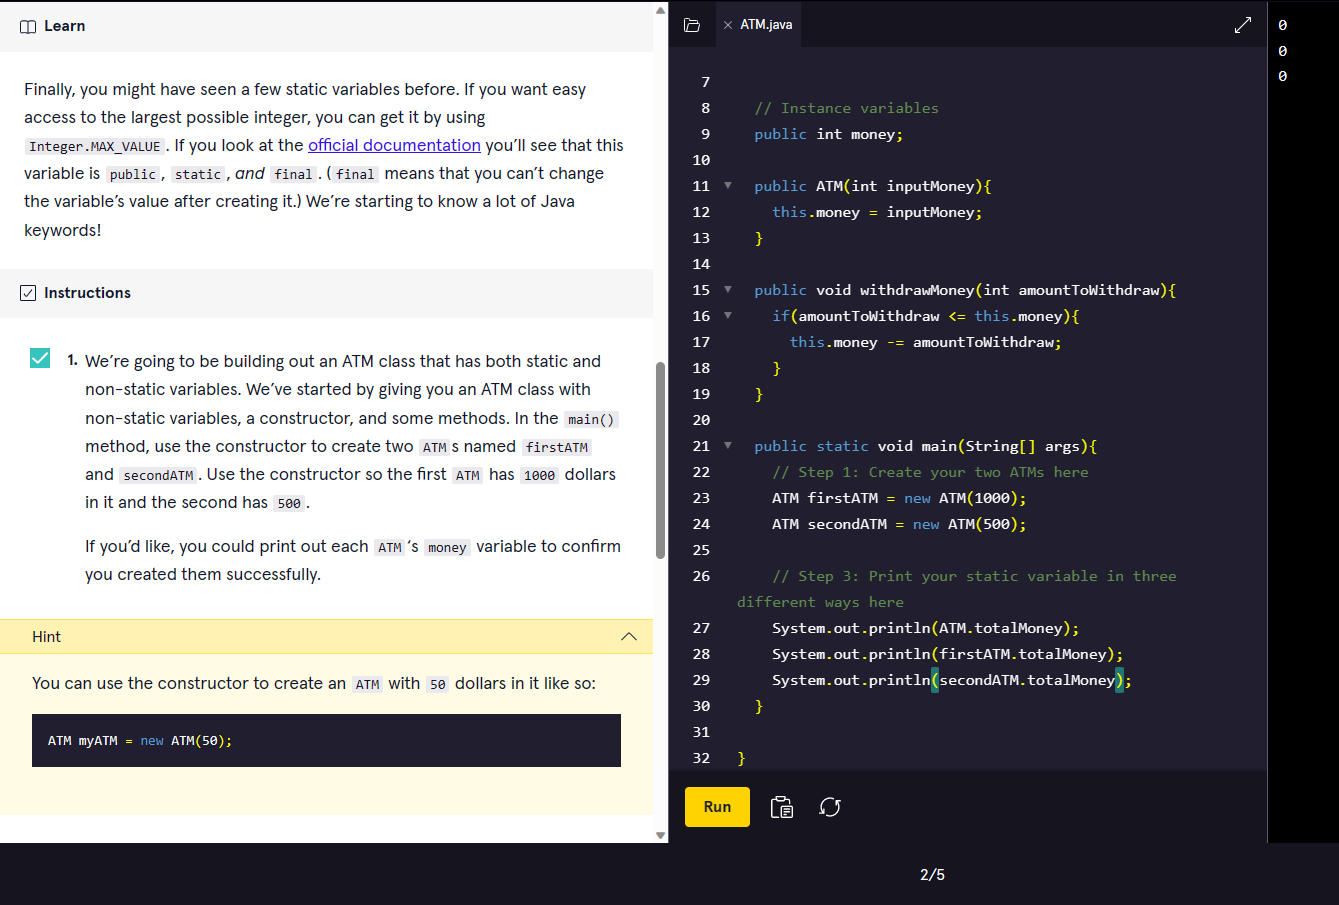 Learn
Finally, you might have seen a few static variables before. If you want easy
access to the largest possible integer, you can get it by using
Integer.MAX_VALUE. If you look at the official documentation you’ll see that this
variable is public, static, and final. (final means that you can’t change
the variable’s value after creating it.) We’re starting to know a lot of Java
keywords!
Instructions
1. We’re going to be building out an ATM class that has both static and
non-static variables. We’ve started by giving you an ATM class with
non-static variables, a constructor, and some methods. In the main()
method, use the constructor to create two ATM s named firstATM
and secondATM. Use the constructor so the first ATM has 1000 dollars
in it and the second has 500.
If you’d like, you could print out each ATM ‘s money variable to confirm
you created them successfully.
Hint
You can use the constructor to create an ATM with 50 dollars in it like so:
ATM myATM = new ATM(50);
ATM.java
7
8 // Instance variables
9 public int money;
10
11 public ATM(int inputMoney){
12 this.money = inputMoney;
13 }
14
15 public void withdrawMoney(int amountToWithdraw){
16 if(amountToWithdraw <= this.money){
17 this.money -= amountToWithdraw;
18 }
19 }
20
21 public static void main(String[] args){
22 // Step 1: Create your two ATMs here
23 ATM firstATM = new ATM(1000);
24 ATM secondATM = new ATM(500);
25
26 // Step 3: Print your static variable in three
different ways here
27 System.out.println(ATM.totalMoney);
28 System.out.println(firstATM.totalMoney);
29 System.out.println(secondATM.totalMoney);
30 }
31
32 }
Run
0
0
0
2/5